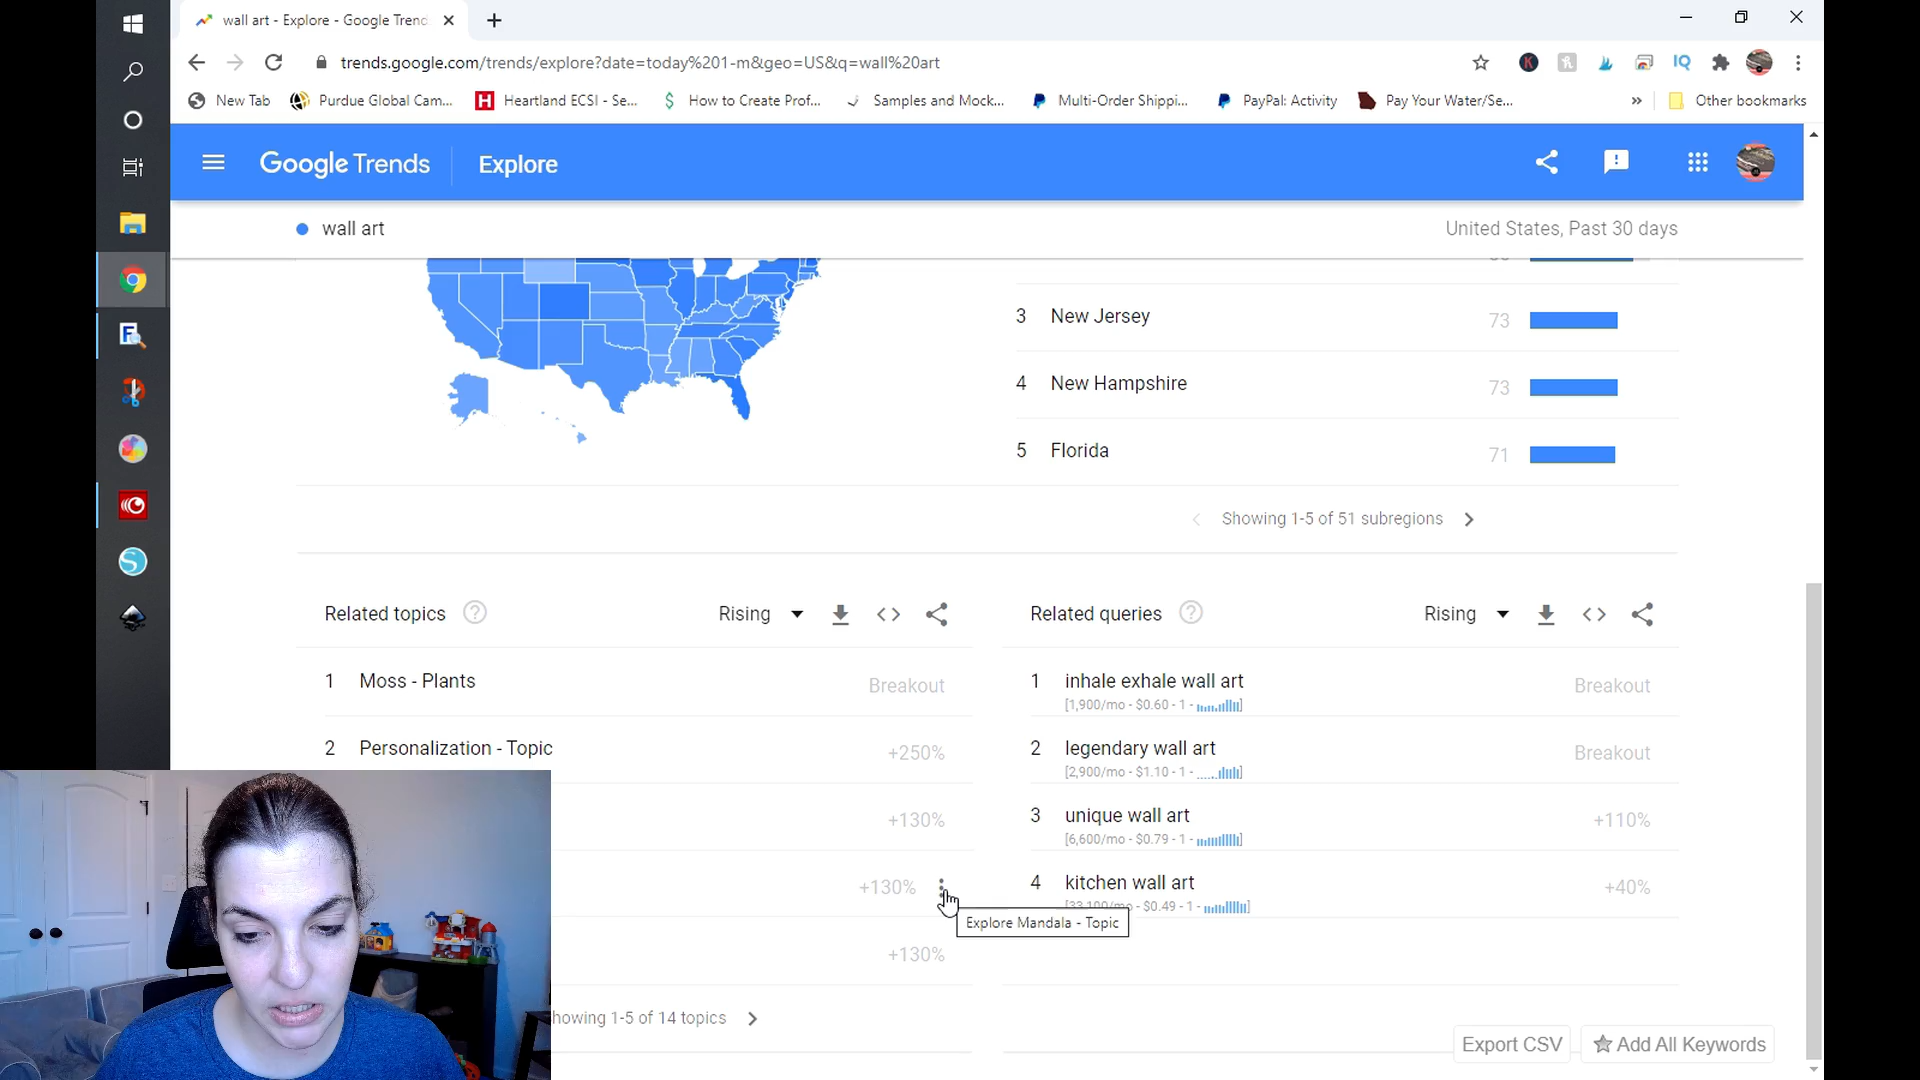 wall art - Explore - Google Trend
trends.google.com/trends/explore?date=today%201-m&geo=US&q=wall%20art
K
IQ
New Tab
Purdue Global Cam...
H
Heartland ECSI - Se...
$
How to Create Prof...
Samples and Mock...
Multi-Order Shippi...
PayPal: Activity
Pay Your Water/Se...
»
Other bookmarks
Google Trends
Explore
wall art
United States, Past 30 days
3 New Jersey 73
4 New Hampshire 73
5 Florida 71
Showing 1-5 of 51 subregions
Related topics
Rising
Related queries
Rising
1 Moss - Plants Breakout
1 inhale exhale wall art Breakout
[1,900/mo - $0.60 - 1 - ]
2 Personalization - Topic +250%
2 legendary wall art Breakout
[2,900/mo - $1.10 - 1 - ]
+130%
3 unique wall art +110%
[6,600/mo - $0.79 - 1 - ]
+130%
4 kitchen wall art +40%
[33,100/mo - $0.49 - 1 - ]
Explore Mandala - Topic
+130%
howing 1-5 of 14 topics
Export CSV
Add All Keywords